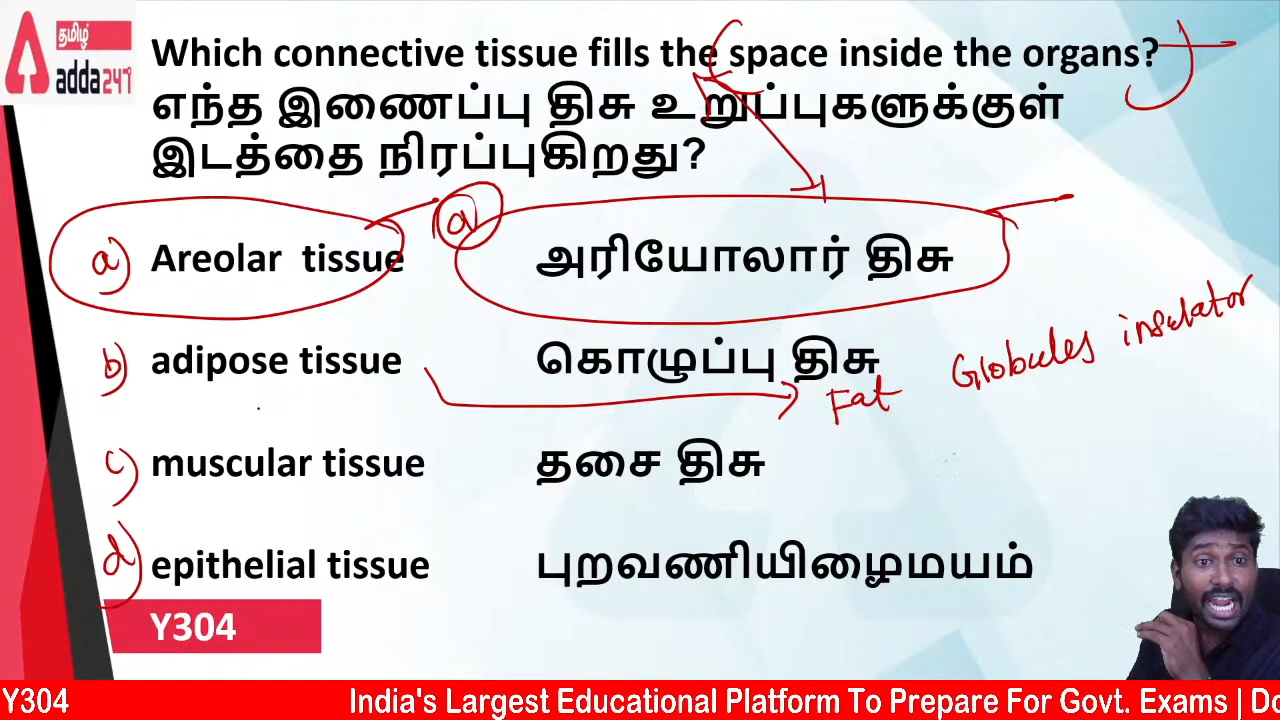 தமிழ்
adda247
Which connective tissue fills the space inside the organs?
எந்த இணைப்பு திசு உறுப்புகளுக்குள்
இடத்தை நிரப்புகிறது?
a
a) Areolar tissue அரியோலார் திசு
b) adipose tissue கொழுப்பு திசு
Fat Globules insulator
c) muscular tissue தசை திசு
d) epithelial tissue புறவணியிழைமயம்
Y304
Y304 India's Largest Educational Platform To Prepare For Govt. Exams |